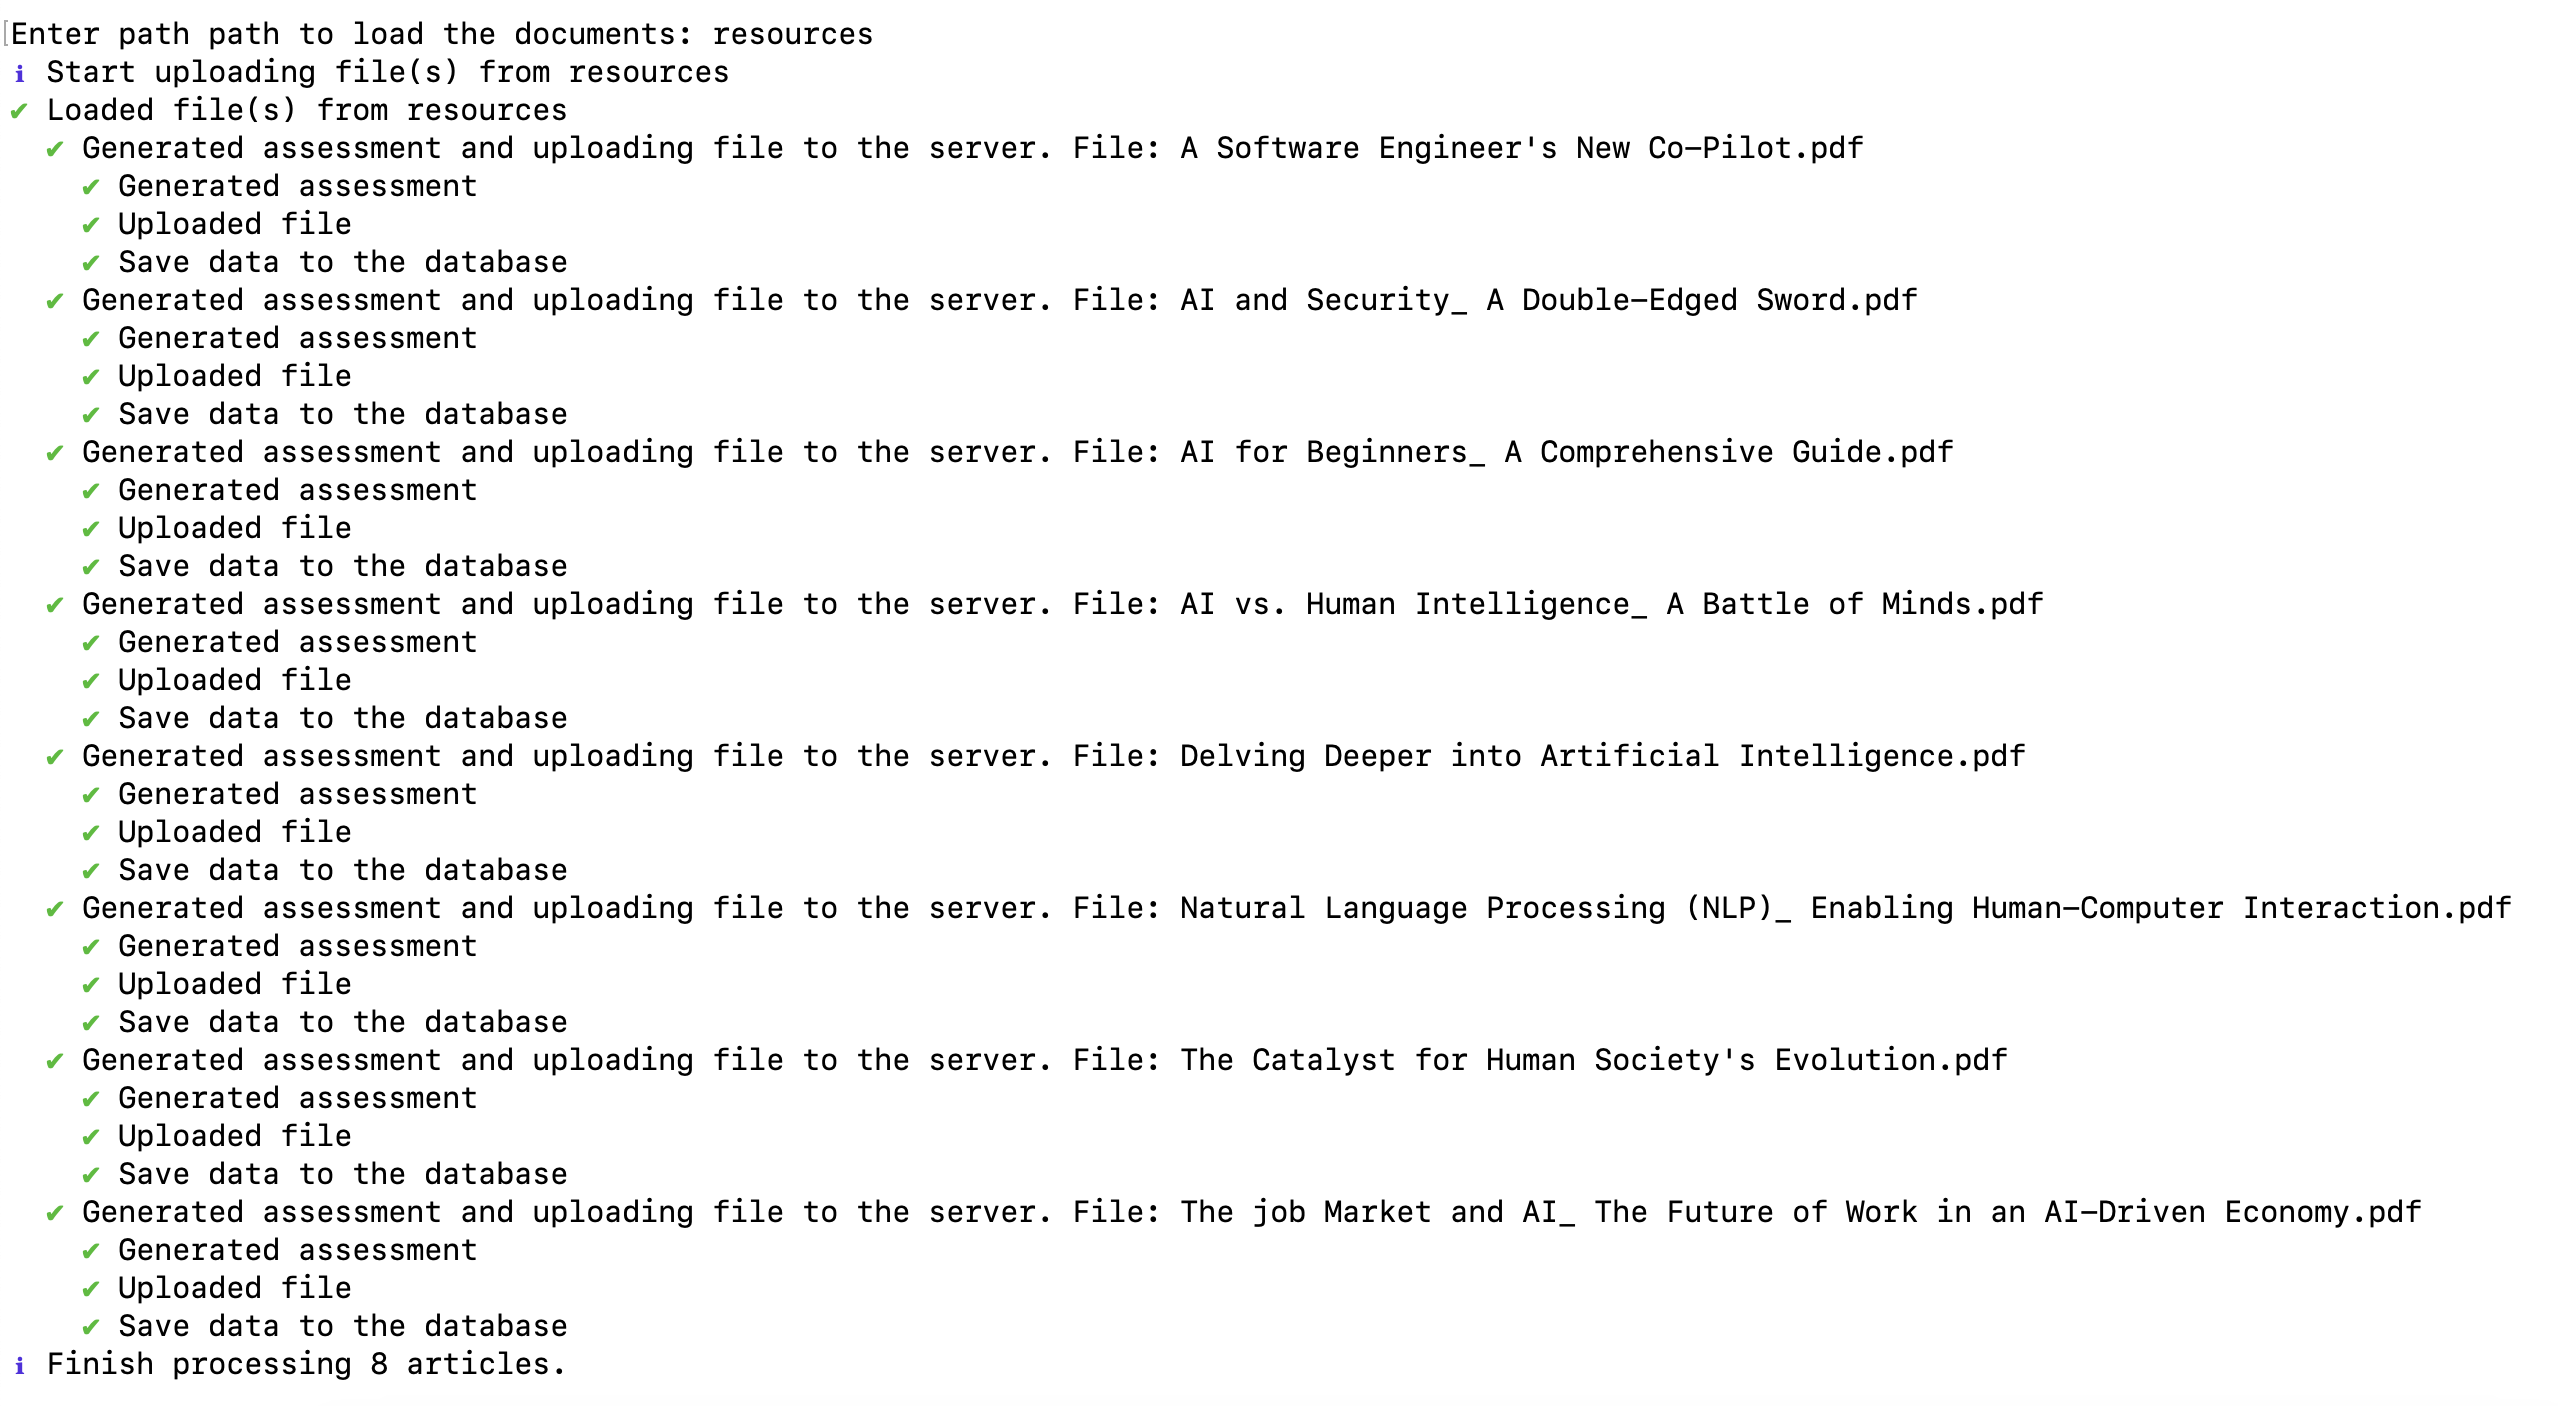 Enter path path to load the documents: resources
i Start uploading file(s) from resources
✔ Loaded file(s) from resources
✔ Generated assessment and uploading file to the server. File: A Software Engineer's New Co-Pilot.pdf
✔ Generated assessment
✔ Uploaded file
✔ Save data to the database
✔ Generated assessment and uploading file to the server. File: AI and Security_ A Double-Edged Sword.pdf
✔ Generated assessment
✔ Uploaded file
✔ Save data to the database
✔ Generated assessment and uploading file to the server. File: AI for Beginners_ A Comprehensive Guide.pdf
✔ Generated assessment
✔ Uploaded file
✔ Save data to the database
✔ Generated assessment and uploading file to the server. File: AI vs. Human Intelligence_ A Battle of Minds.pdf
✔ Generated assessment
✔ Uploaded file
✔ Save data to the database
✔ Generated assessment and uploading file to the server. File: Delving Deeper into Artificial Intelligence.pdf
✔ Generated assessment
✔ Uploaded file
✔ Save data to the database
✔ Generated assessment and uploading file to the server. File: Natural Language Processing (NLP)_ Enabling Human-Computer Interaction.pdf
✔ Generated assessment
✔ Uploaded file
✔ Save data to the database
✔ Generated assessment and uploading file to the server. File: The Catalyst for Human Society's Evolution.pdf
✔ Generated assessment
✔ Uploaded file
✔ Save data to the database
✔ Generated assessment and uploading file to the server. File: The job Market and AI_ The Future of Work in an AI-Driven Economy.pdf
✔ Generated assessment
✔ Uploaded file
✔ Save data to the database
i Finish processing 8 articles.